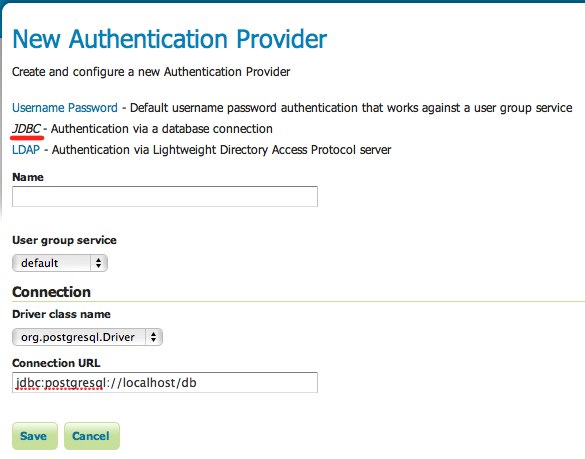 New Authentication Provider
Create and configure a new Authentication Provider
Username Password - Default username password authentication that works against a user group service
JDBC - Authentication via a database connection
LDAP - Authentication via Lightweight Directory Access Protocol server
Name
User group service
default
Connection
Driver class name
org.postgresql.Driver
Connection URL
jdbc:postgresql://localhost/db
Save Cancel